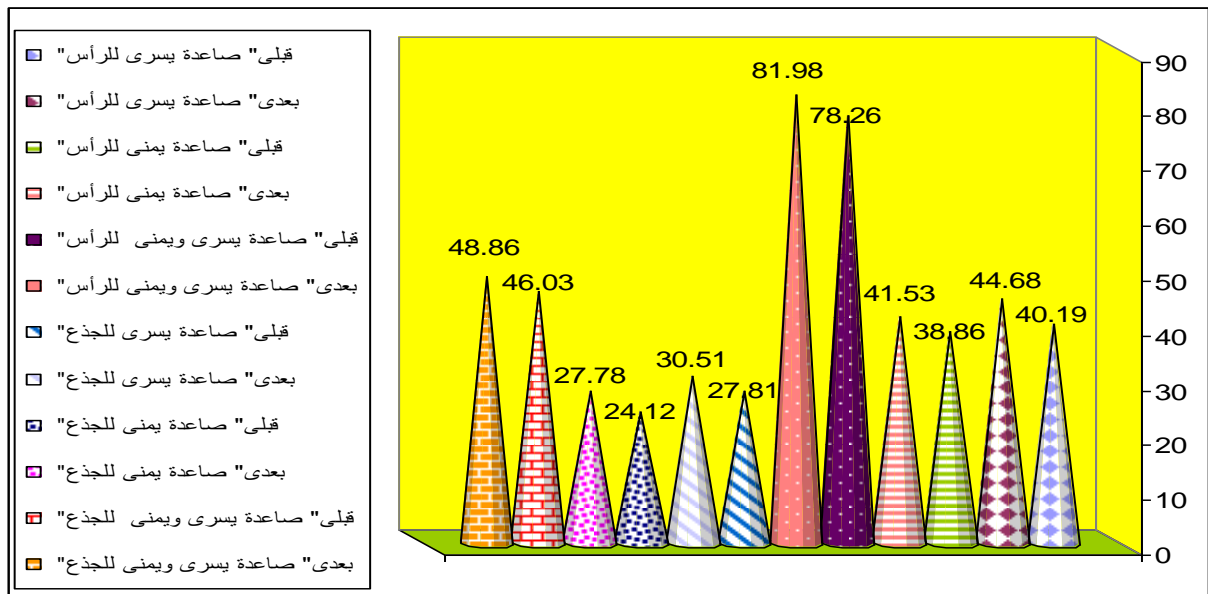 قبلى" صاعدة يسرى للرأس"
بعدى" صاعدة يسرى للرأس"
قبلى" صاعدة يمنى للرأس"
بعدى" صاعدة يمنى للرأس"
قبلى" صاعدة يسرى ويمنى للرأس"
بعدى" صاعدة يسرى ويمنى للرأس"
قبلى" صاعدة يسرى للجذع"
بعدى" صاعدة يسرى للجذع"
قبلى" صاعدة يمنى للجذع"
بعدى" صاعدة يمنى للجذع"
قبلى" صاعدة يسرى ويمنى للجذع"
بعدى" صاعدة يسرى ويمنى للجذع"
48.86
46.03
27.78
24.12
30.51
27.81
81.98
78.26
41.53
38.86
44.68
40.19
90
80
70
60
50
40
30
20
10
0